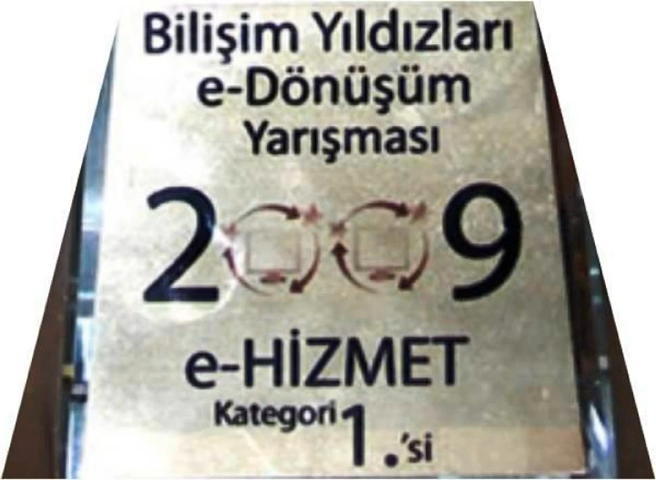 Bilişim Yıldızları
e-Dönüşüm
Yarışması
2009
e-HİZMET
Kategori 1.'si